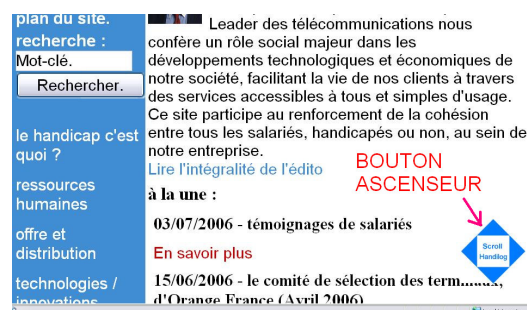 plan du site.
recherche :
Mot-clé.
Rechercher.
le handicap c'est
quoi ?
ressources
humaines
offre et
distribution
technologies /
innovations
Leader des télécommunications nous
confère un rôle social majeur dans les
développements technologiques et économiques de
notre société, facilitant la vie de nos clients à travers
des services accessibles à tous et simples d'usage.
Ce site participe au renforcement de la cohésion
entre tous les salariés, handicapés ou non, au sein de
notre entreprise.
Lire l'intégralité de l'édito
à la une :
03/07/2006 - témoignages de salariés
En savoir plus
15/06/2006 - le comité de sélection des terminaux,
d'Orange France (Avril 2006)
BOUTON
ASCENSEUR
Scroll
Handilog